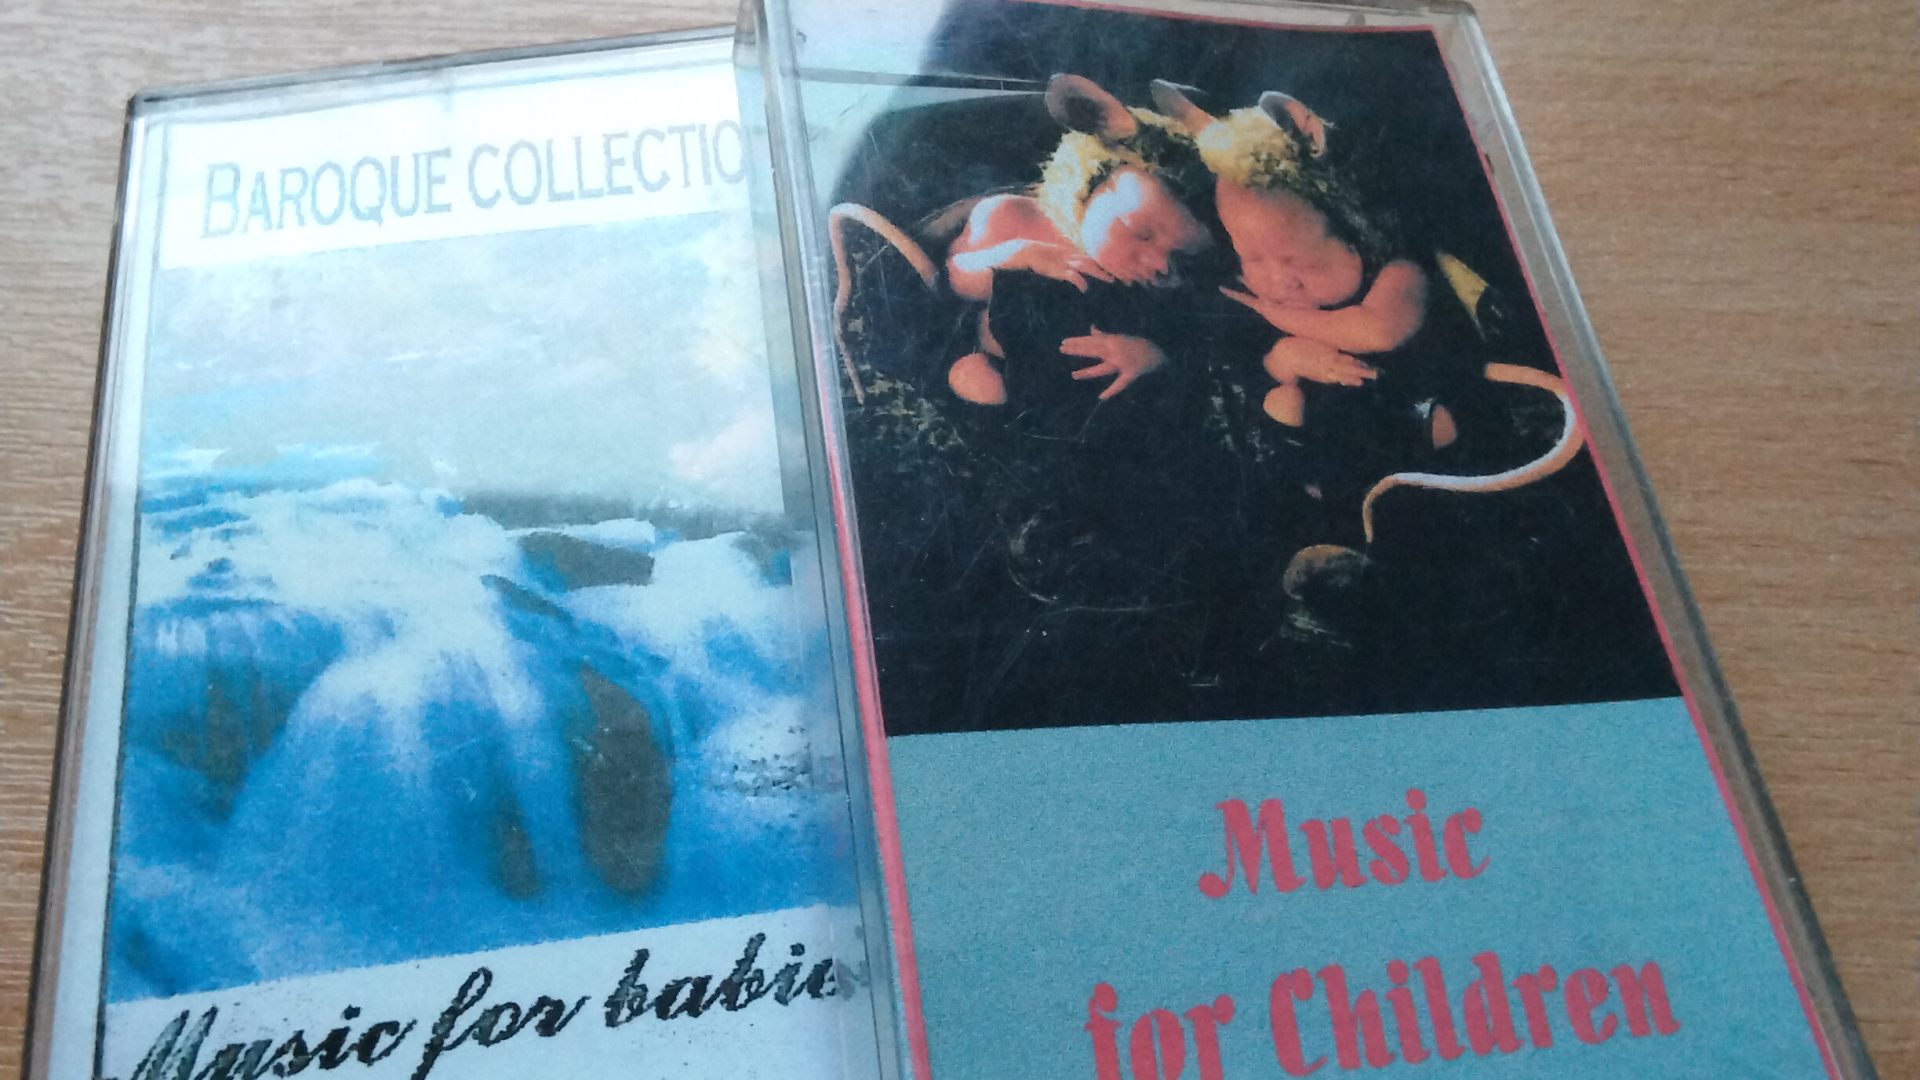 BAROQUE COLLECTIO
Music for babie
Music
for Children